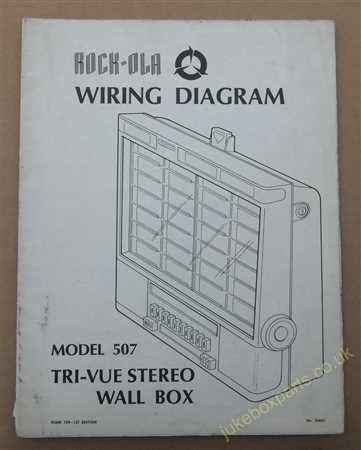 ROCK-OLA
WIRING DIAGRAM
MODEL 507
TRI-VUE STEREO
WALL BOX
jukeboxparts.co.uk